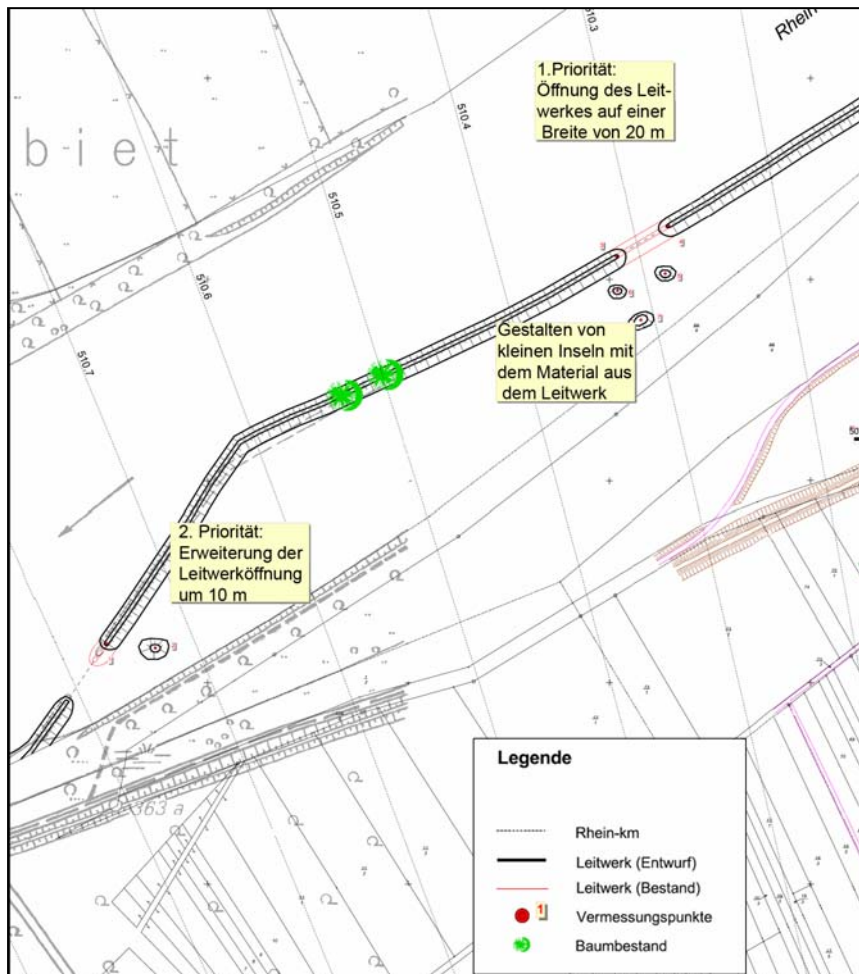 510.3
Rhein-
1.Priorität:
Öffnung des Leit-
werkes auf einer
Breite von 20 m
510.4
biet
510.5
510.6
Gestalten von
kleinen Inseln mit
dem Material aus
dem Leitwerk
510.7
2. Priorität:
Erweiterung der
Leitwerköffnung
um 10 m
363 a
Legende
Rhein-km
Leitwerk (Entwurf)
Leitwerk (Bestand)
1 Vermessungspunkte
Baumbestand